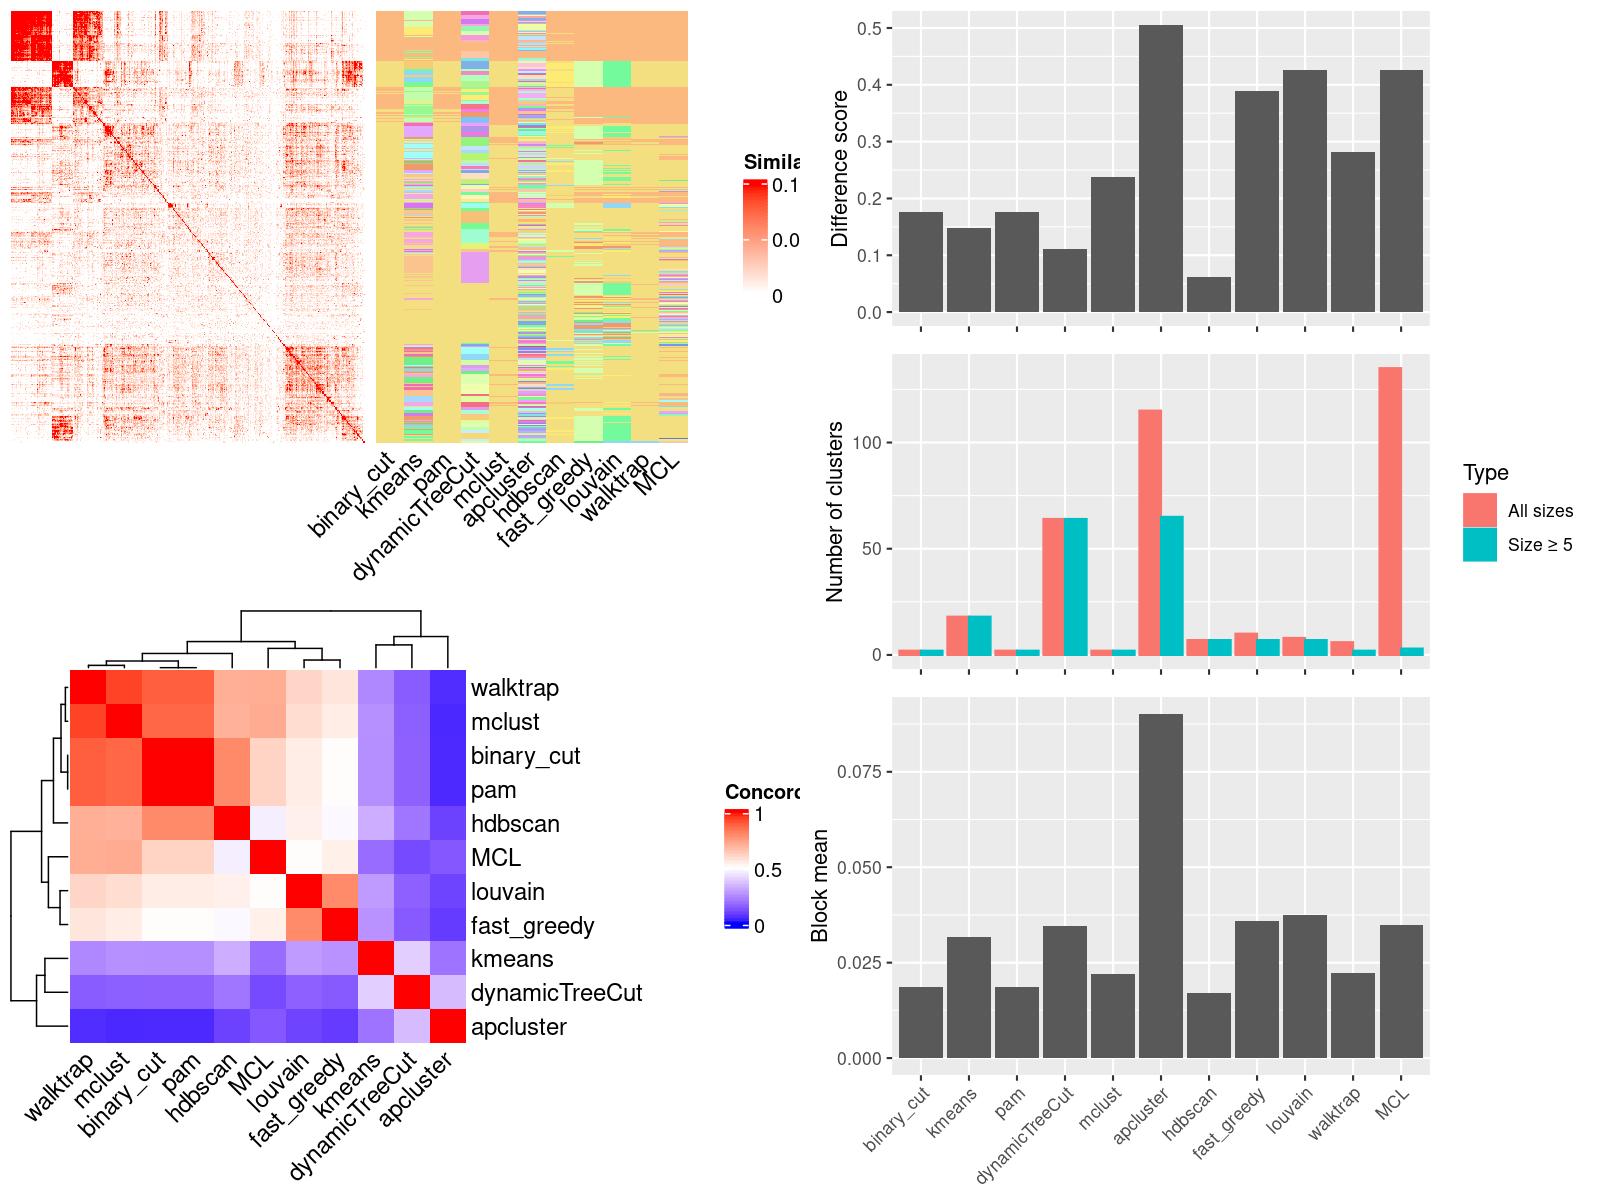 Simila
0.1
0.0
0
binary_cut
kmeans
pam
dynamicTreeCut
mclust
apcluster
hdbscan
fast_greedy
louvain
walktrap
MCL
walktrap
mclust
binary_cut
pam
hdbscan
MCL
louvain
fast_greedy
kmeans
dynamicTreeCut
apcluster
Concord
1
0.5
0
walktrap
mclust
binary_cut
pam
hdbscan
MCL
louvain
fast_greedy
kmeans
dynamicTreeCut
apcluster
Difference score
0.5
0.4
0.3
0.2
0.1
0.0
Number of clusters
100
50
0
Type
All sizes
Size ≥ 5
Block mean
0.075
0.050
0.025
0.000
binary_cut
kmeans
pam
dynamicTreeCut
mclust
apcluster
hdbscan
fast_greedy
louvain
walktrap
MCL